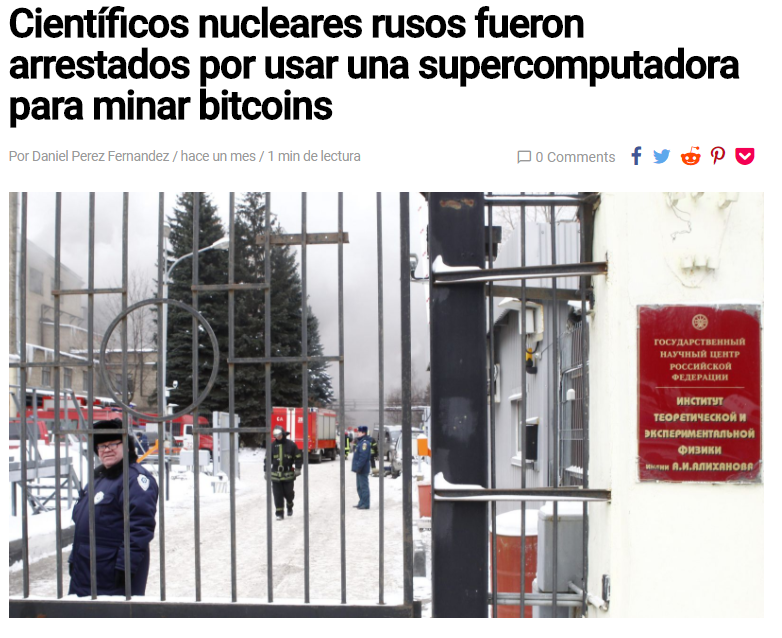 Científicos nucleares rusos fueron
arrestados por usar una supercomputadora
para minar bitcoins
Por Daniel Perez Fernandez / hace un mes / 1 min de lectura
0 Comments
ГОСУДАРСТВЕННЫЙ
НАУЧНЫЙ ЦЕНТР
РОССИЙСКОЙ
ФЕДЕРАЦИИ
ИНСТИТУТ
ТЕОРЕТИЧЕСКОЙ И
ЭКСПЕРИМЕНТАЛЬНОЙ
ФИЗИКИ
ИМЕНИ А.И.АЛИХАНОВА